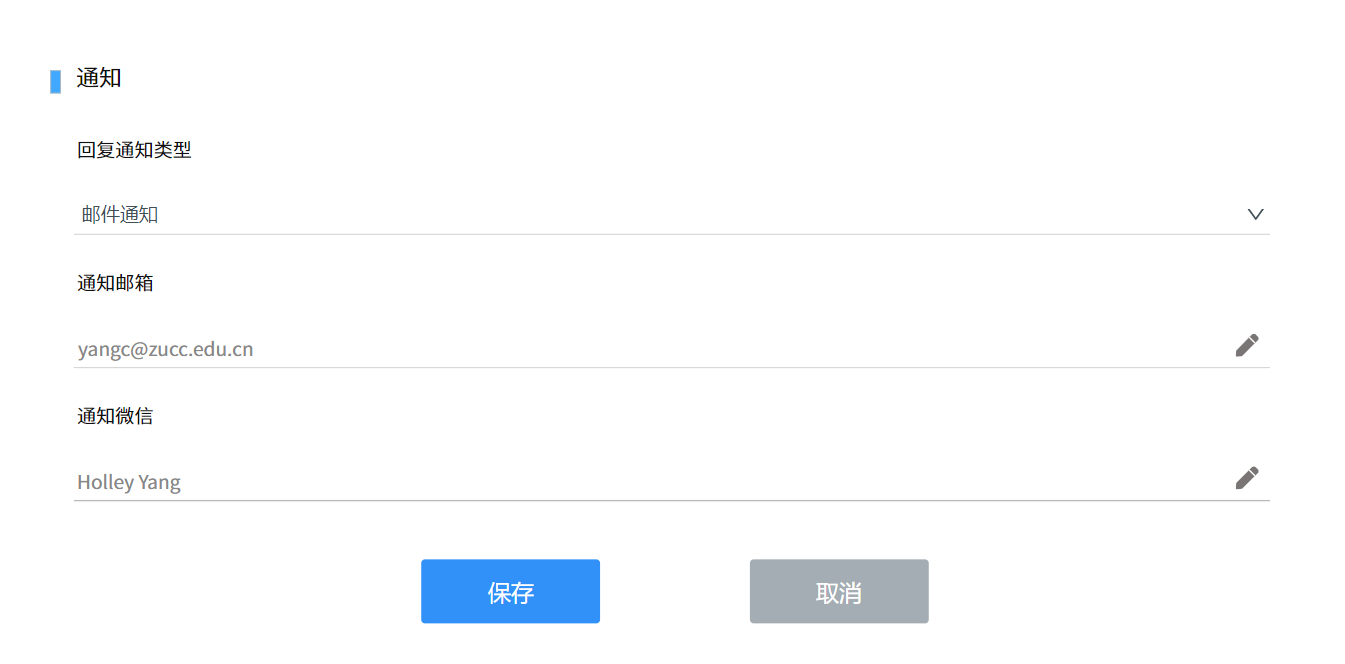 通知
回复通知类型
邮件通知
通知邮箱
yangc@zucc.edu.cn
通知微信
Holley Yang
保存
取消